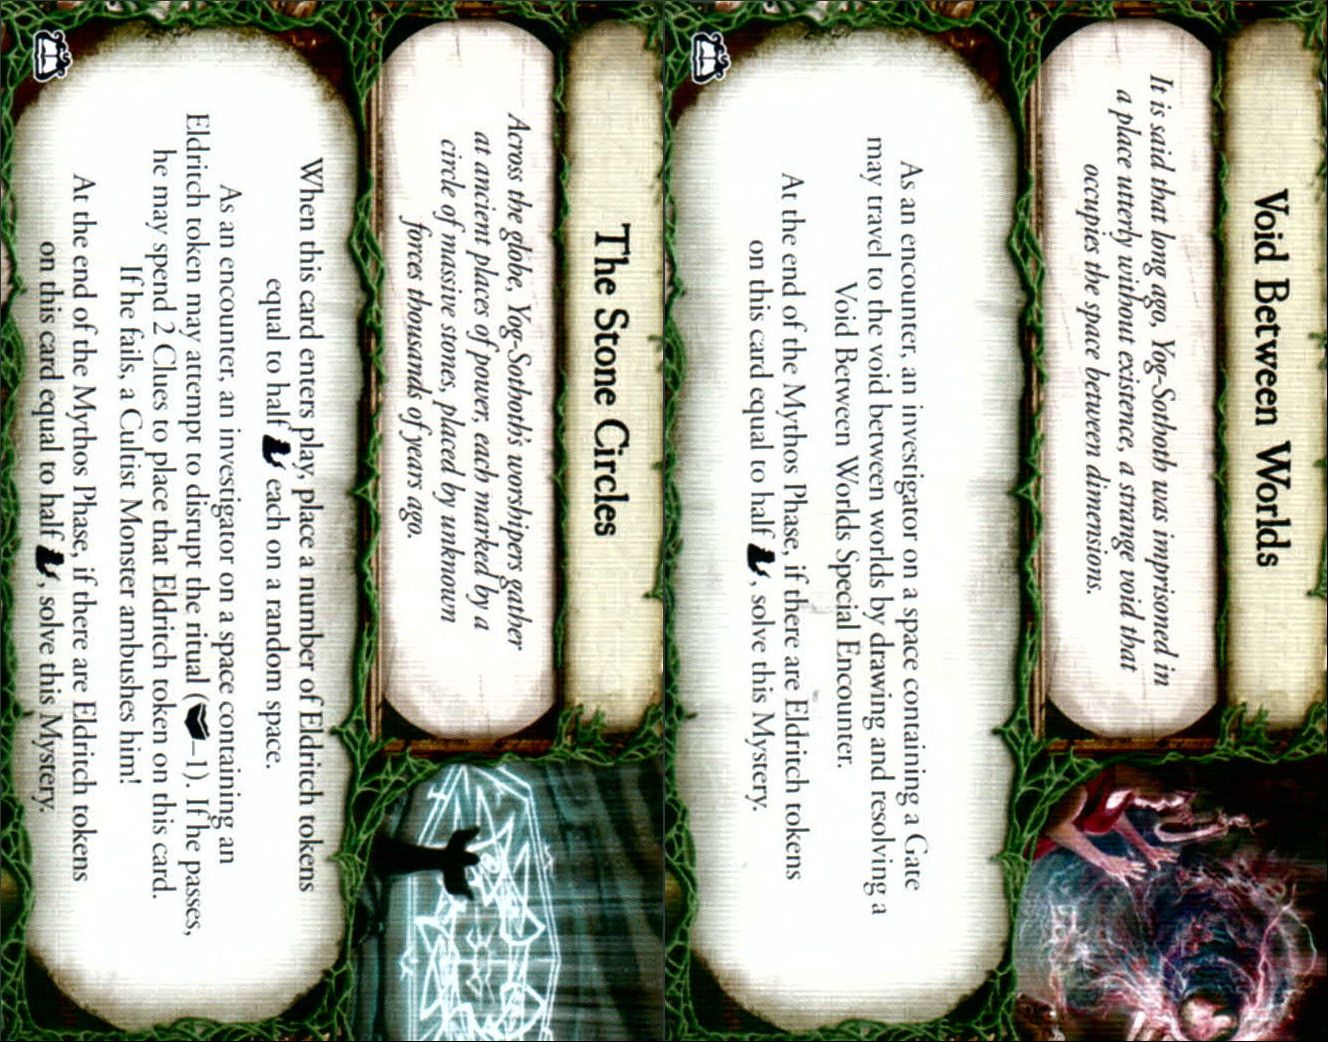 The Stone Circles
Across the globe, Yog-Sothoth's worshipers gather
at ancient places of power, each marked by a
circle of massive stones, placed by unknown
forces thousands of years ago.
When this card enters play, place a number of Eldritch tokens
equal to half each on a random space.
As an encounter, an investigator on a space containing an
Eldritch token may attempt to disrupt the ritual ( –1). If he passes,
he may spend 2 Clues to place that Eldritch token on this card.
If he fails, a Cultist Monster ambushes him!
At the end of the Mythos Phase, if there are Eldritch tokens
on this card equal to half , solve this Mystery.
Void Between Worlds
It is said that long ago, Yog-Sothoth was imprisoned in
a place utterly without existence, a strange void that
occupies the space between dimensions.
As an encounter, an investigator on a space containing a Gate
may travel to the void between worlds by drawing and resolving a
Void Between Worlds Special Encounter.
At the end of the Mythos Phase, if there are Eldritch tokens
on this card equal to half , solve this Mystery.